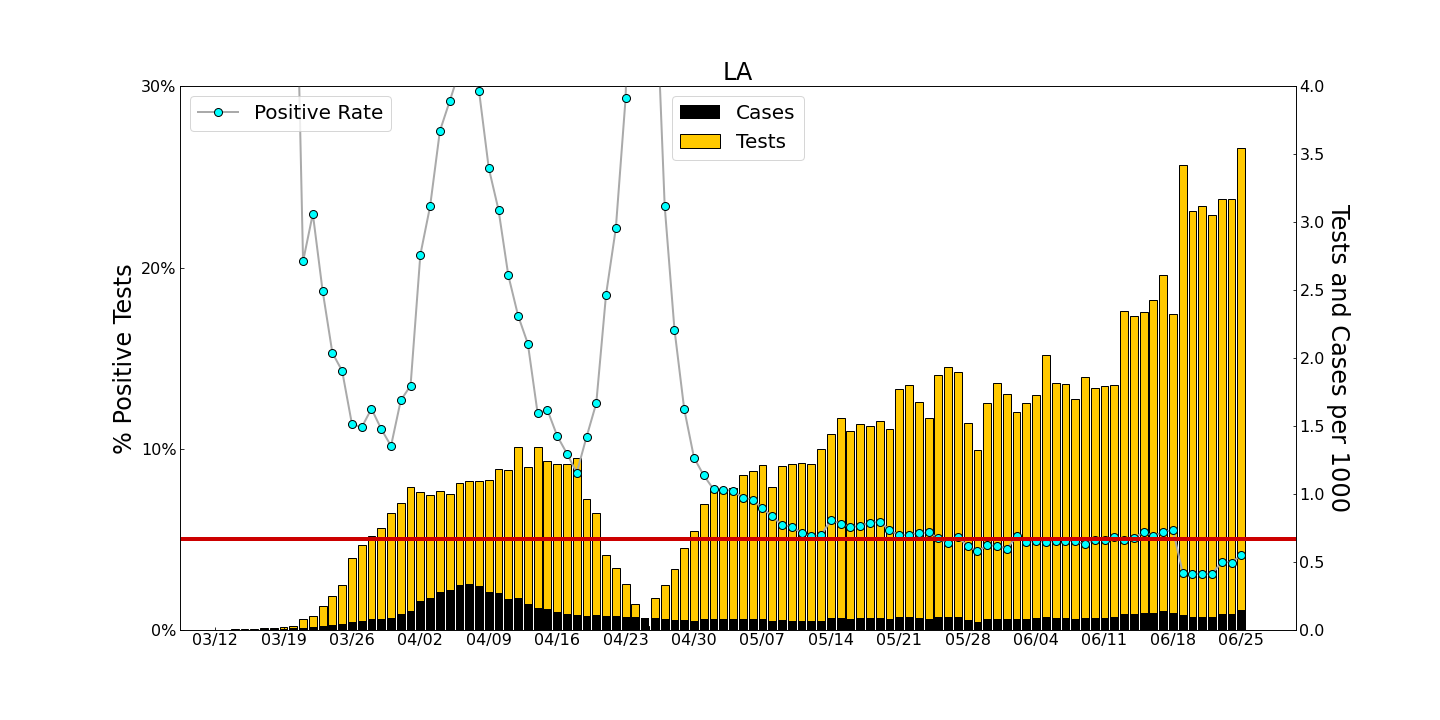 LA
30%
20%
10%
0%
% Positive Tests
Positive Rate
Cases
Tests
4.0
3.5
3.0
2.5
2.0
1.5
1.0
0.5
0.0
Tests and Cases per 1000
03/12 03/19 03/26 04/02 04/09 04/16 04/23 04/30 05/07 05/14 05/21 05/28 06/04 06/11 06/18 06/25